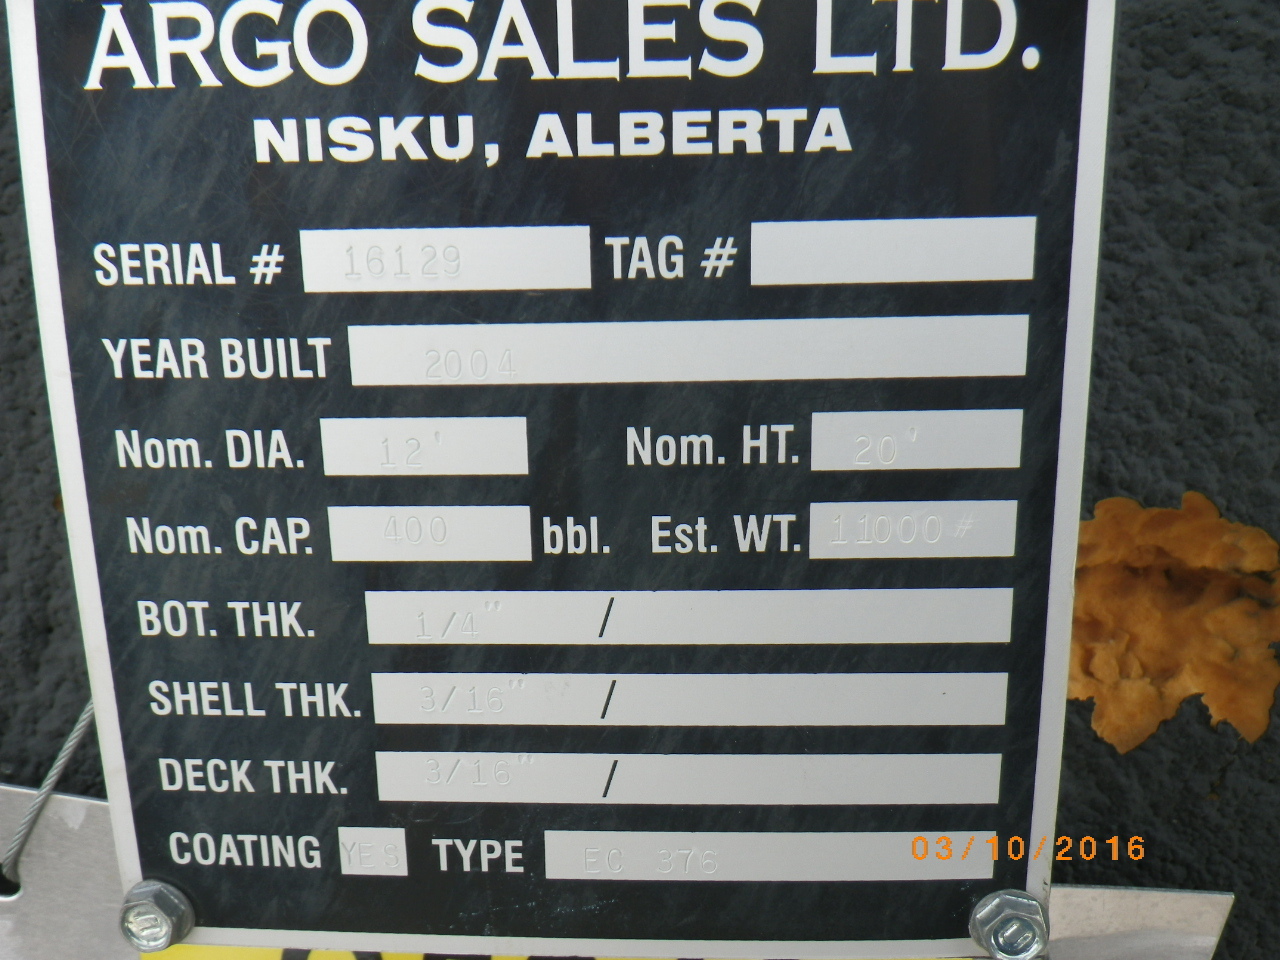 ARGO SALES LTD.
NISKU, ALBERTA
SERIAL # 16129 TAG #
YEAR BUILT 2004
Nom. DIA. 12' Nom. HT. 20'
Nom. CAP. 400 bbl. Est. WT. 11000#
BOT. THK. 1/4" /
SHELL THK. 3/16" /
DECK THK. 3/16" /
COATING YES TYPE EC 376
03/10/2016